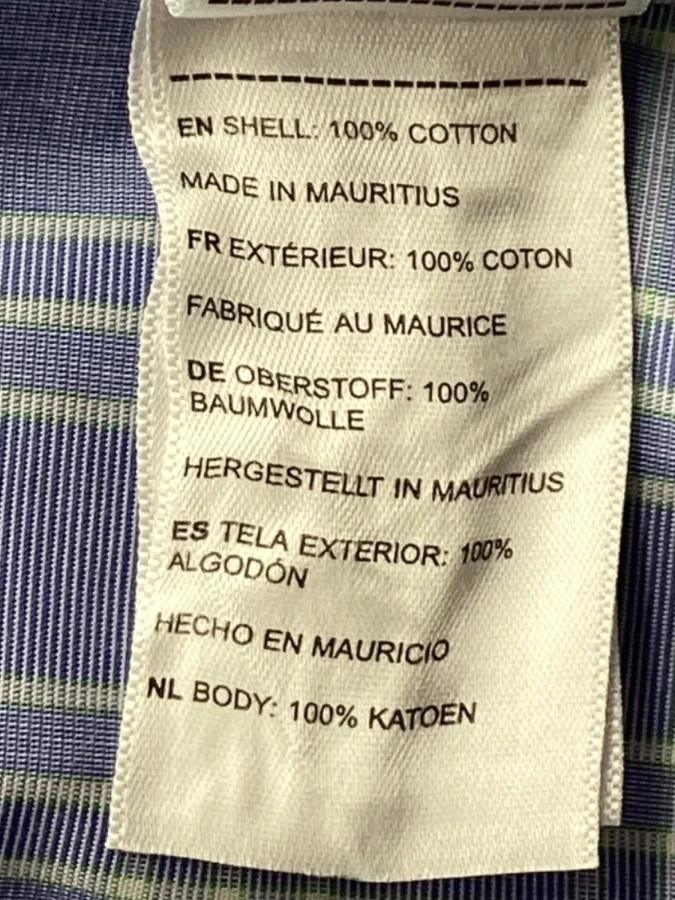 EN SHELL: 100% COTTON
MADE IN MAURITIUS
FR EXTÉRIEUR: 100% COTON
FABRIQUÉ AU MAURICE
DE OBERSTOFF: 100%
BAUMWOLLE
HERGESTELLT IN MAURITIUS
ES TELA EXTERIOR: 100%
ALGODÓN
HECHO EN MAURICIO
NL BODY: 100% KATOEN